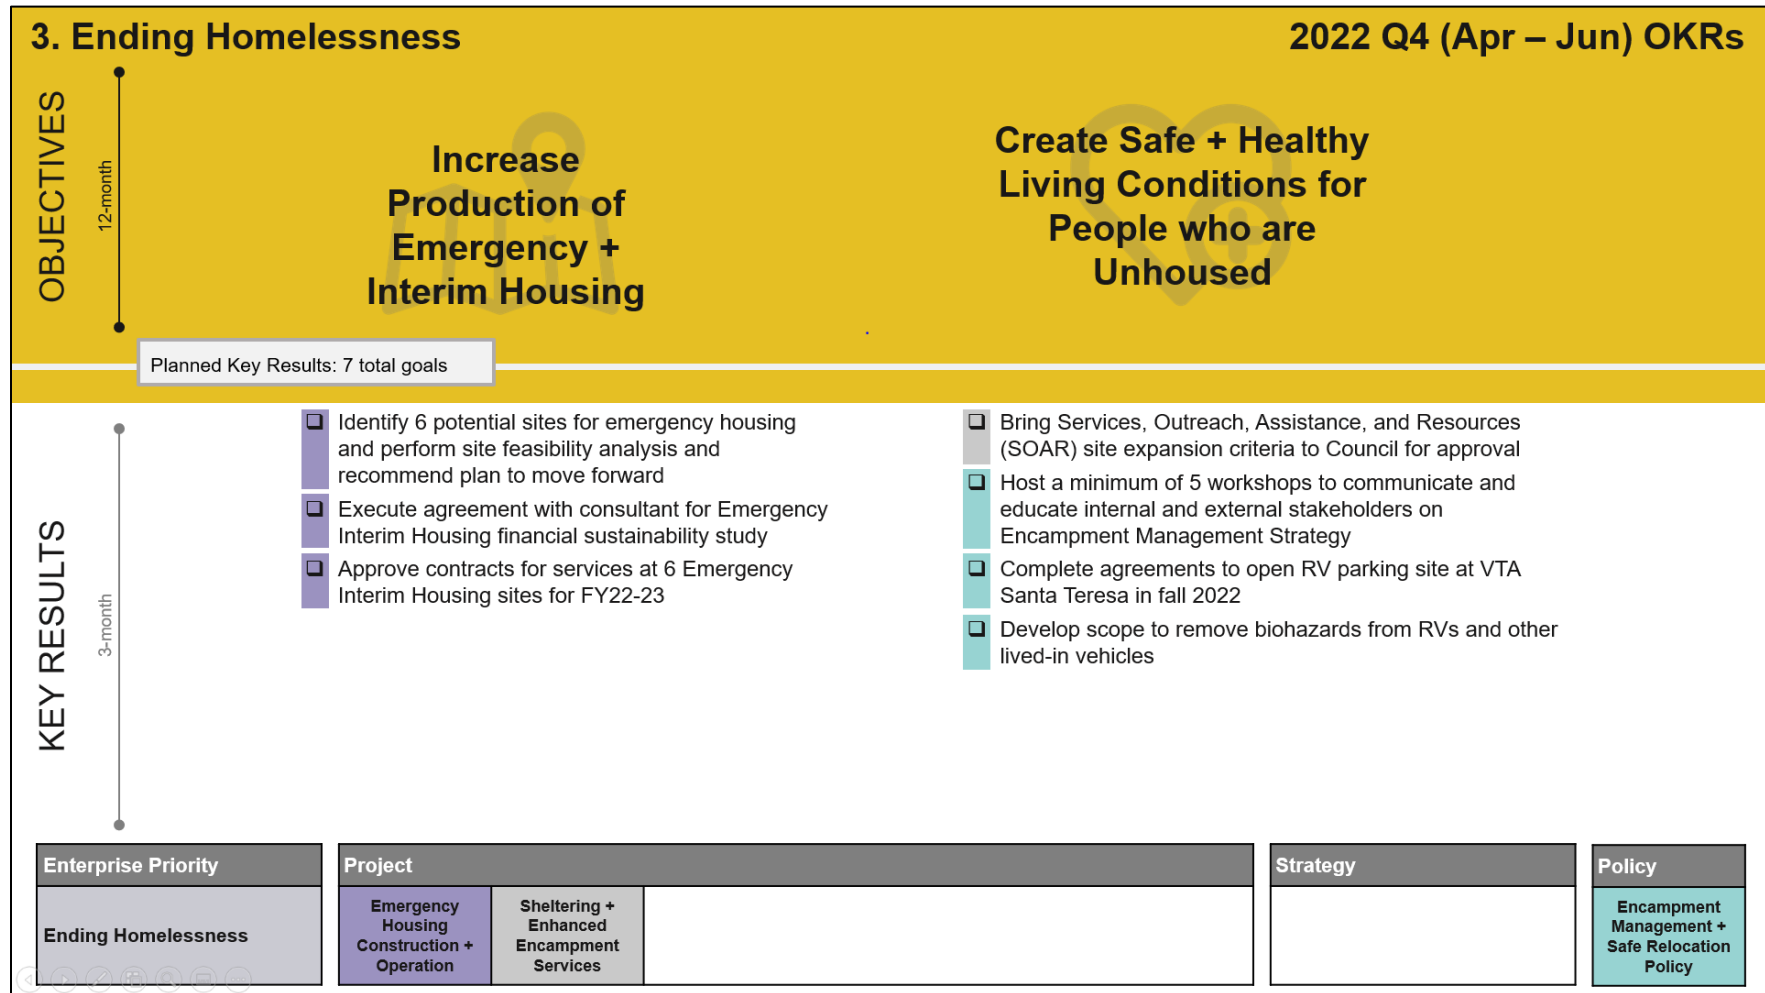 3. Ending Homelessness
2022 Q4 (Apr – Jun) OKRs
OBJECTIVES
12-month
Increase
Production of
Emergency +
Interim Housing
Create Safe + Healthy
Living Conditions for
People who are
Unhoused
Planned Key Results: 7 total goals
KEY RESULTS
3-month
Identify 6 potential sites for emergency housing
and perform site feasibility analysis and
recommend plan to move forward
Execute agreement with consultant for Emergency
Interim Housing financial sustainability study
Approve contracts for services at 6 Emergency
Interim Housing sites for FY22-23
Bring Services, Outreach, Assistance, and Resources
(SOAR) site expansion criteria to Council for approval
Host a minimum of 5 workshops to communicate and
educate internal and external stakeholders on
Encampment Management Strategy
Complete agreements to open RV parking site at VTA
Santa Teresa in fall 2022
Develop scope to remove biohazards from RVs and other
lived-in vehicles
Enterprise Priority
Ending Homelessness
Project
Emergency
Housing
Construction +
Operation
Sheltering +
Enhanced
Encampment
Services
Strategy
Policy
Encampment
Management +
Safe Relocation
Policy